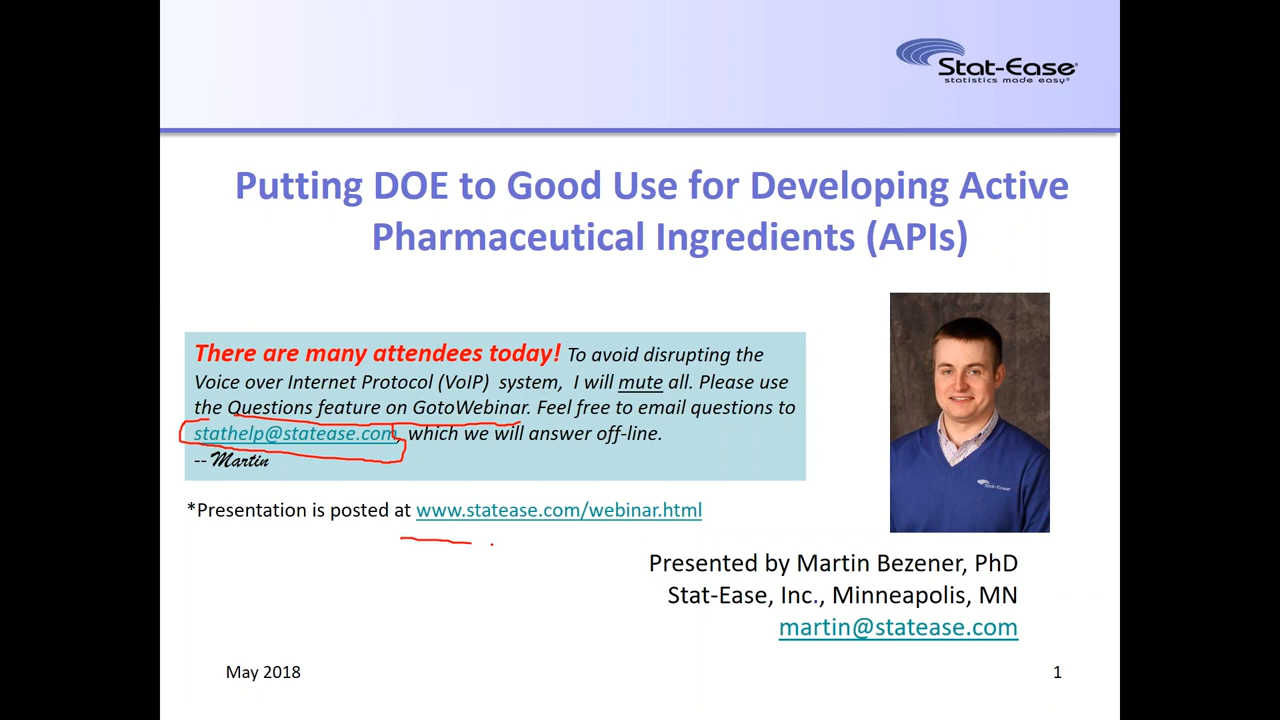 Stat-Ease®
statistics made easy®
Putting DOE to Good Use for Developing Active
Pharmaceutical Ingredients (APIs)
There are many attendees today! To avoid disrupting the
Voice over Internet Protocol (VoIP) system, I will mute all. Please use
the Questions feature on GotoWebinar. Feel free to email questions to
stathelp@statease.com, which we will answer off-line.
-- Martin
*Presentation is posted at www.statease.com/webinar.html
Stat-Ease®
Presented by Martin Bezener, PhD
Stat-Ease, Inc., Minneapolis, MN
martin@statease.com
May 2018
1